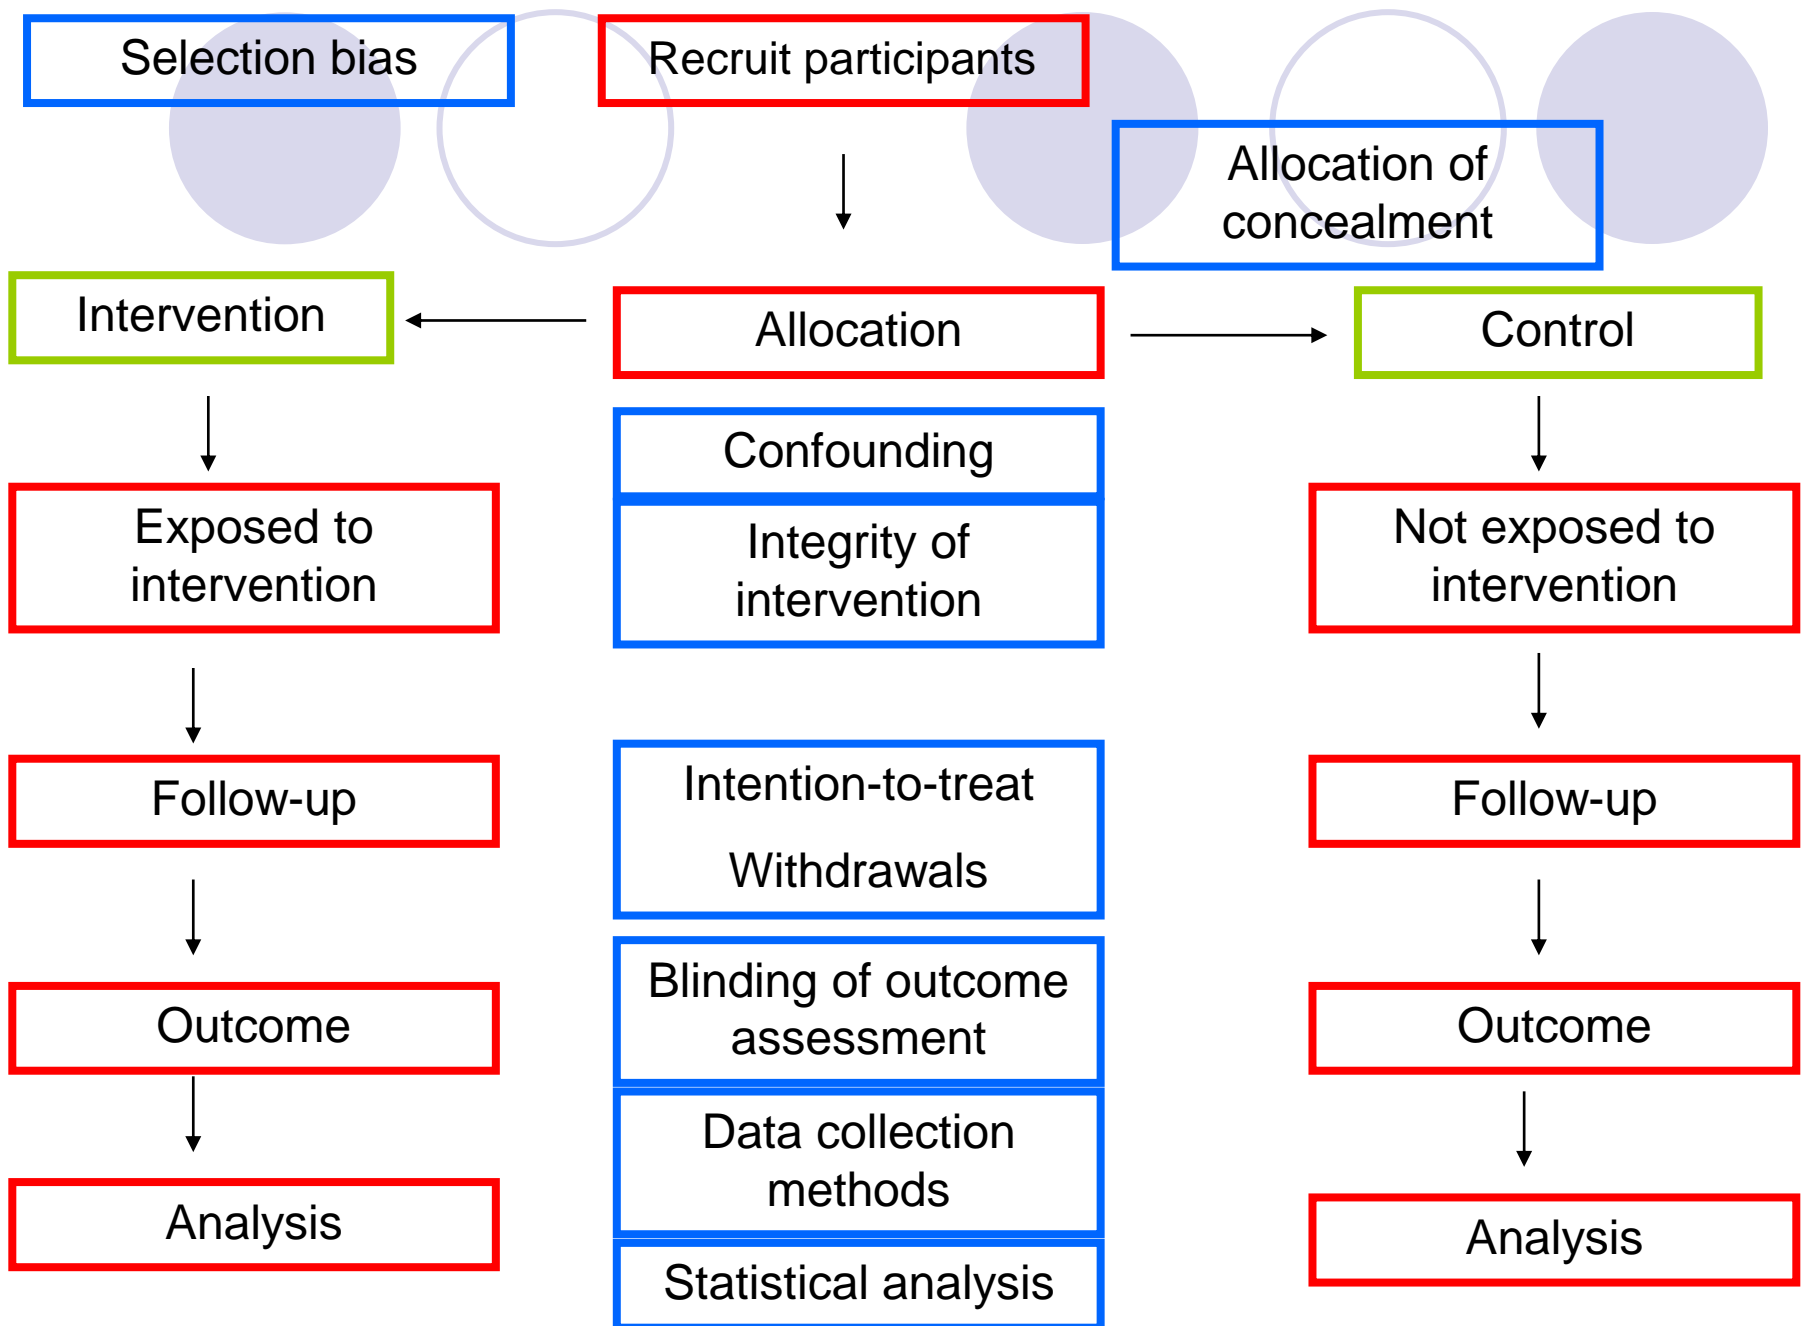 Selection bias
Recruit participants
Allocation of
concealment
Intervention
Allocation
Control
Confounding
Exposed to
intervention
Integrity of
intervention
Not exposed to
intervention
Follow-up
Intention-to-treat
Withdrawals
Follow-up
Outcome
Blinding of outcome
assessment
Outcome
Data collection
methods
Analysis
Statistical analysis
Analysis